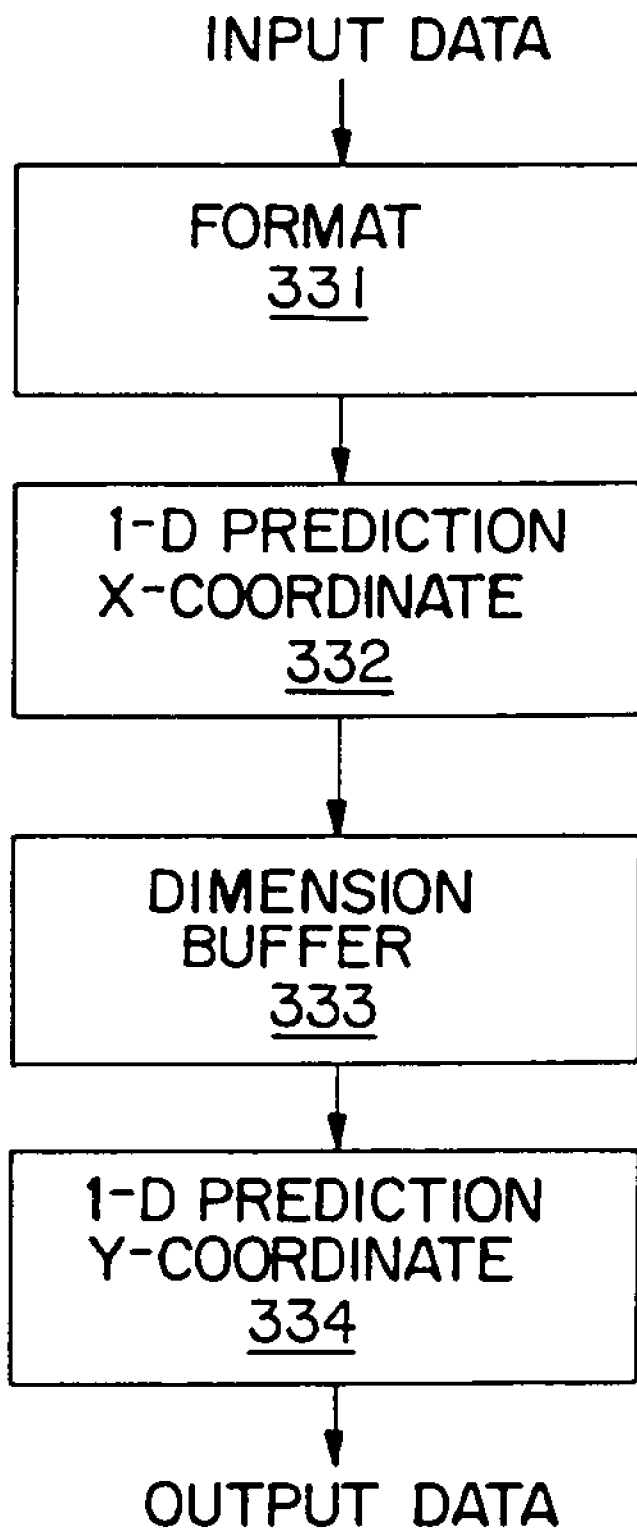 INPUT DATA
FORMAT
331
1-D PREDICTION
X-COORDINATE
332
DIMENSION
BUFFER
333
1-D PREDICTION
Y-COORDINATE
334
OUTPUT DATA